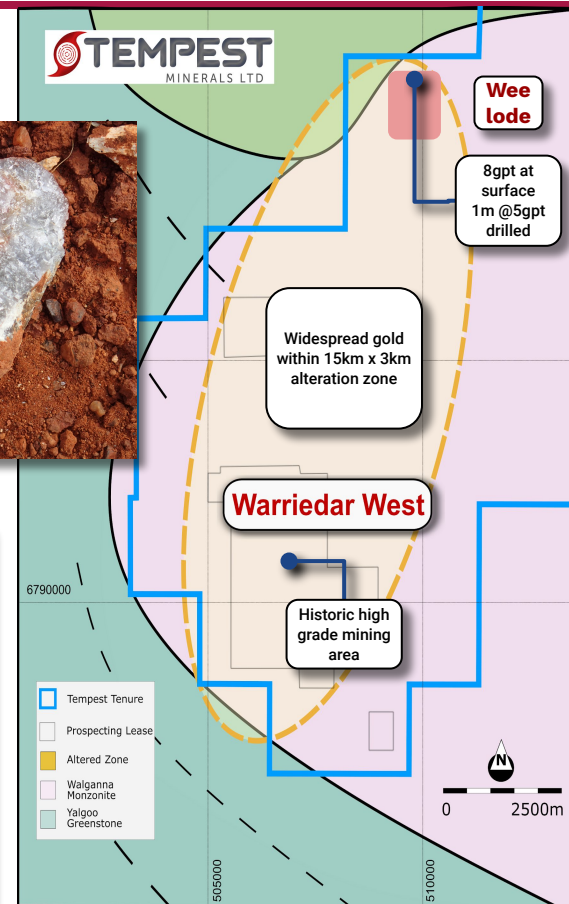 TEMPEST
MINERALS LTD
Wee
lode
8gpt at
surface
1m @5gpt
drilled
Widespread gold
within 15km x 3km
alteration zone
Warriedar West
6790000
Historic high
grade mining
area
Tempest Tenure
Prospecting Lease
Altered Zone
Walganna
Monzonite
Yalgoo
Greenstone
N
0 2500m
505000
510000